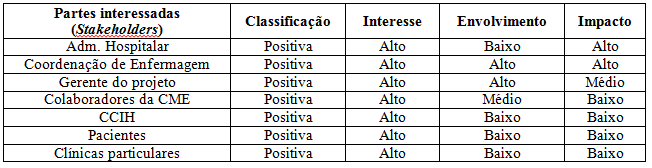 Partes interessadas (Stakeholders) Classificação Interesse Envolvimento Impacto
Adm. Hospitalar Positiva Alto Baixo Alto
Coordenação de Enfermagem Positiva Alto Alto Alto
Gerente do projeto Positiva Alto Alto Médio
Colaboradores da CME Positiva Alto Médio Baixo
CCIH Positiva Alto Baixo Baixo
Pacientes Positiva Alto Baixo Baixo
Clínicas particulares Positiva Alto Baixo Baixo